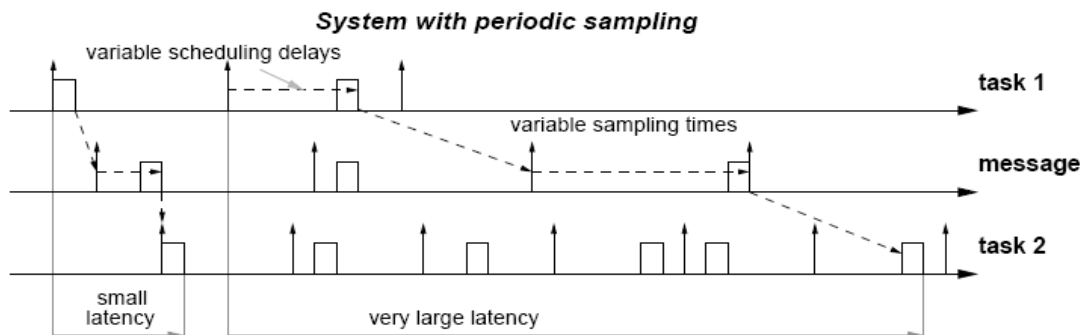 System with periodic sampling
variable scheduling delays
task 1
variable sampling times
message
task 2
small
latency
very large latency